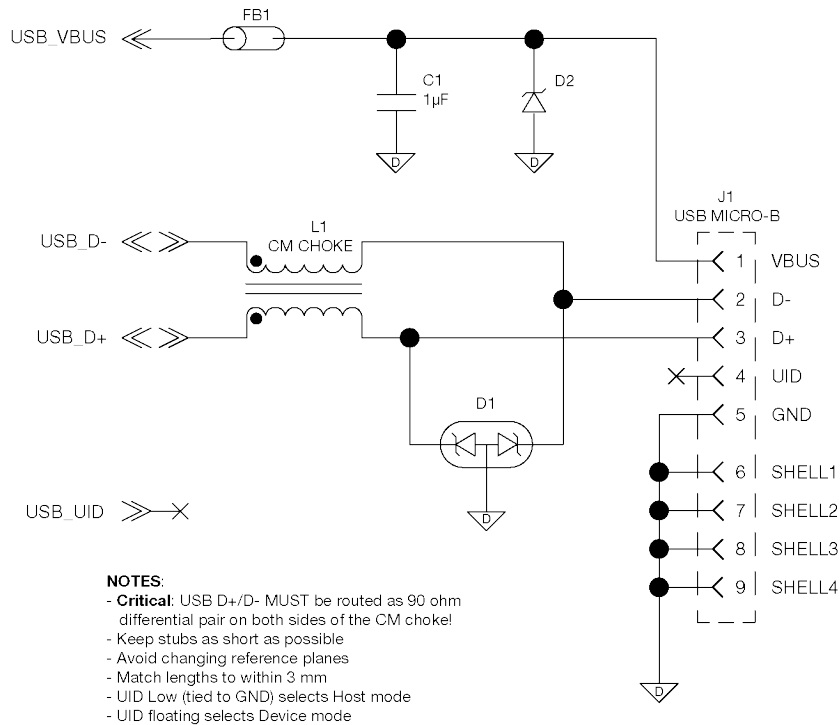 FB1
USB_VBUS
C1
1µF
D2
D
D
J1
USB MICRO-B
L1
CM CHOKE
USB_D-
1 VBUS
2 D-
USB_D+
3 D+
4 UID
D1
5 GND
6 SHELL1
USB_UID
7 SHELL2
D
8 SHELL3
9 SHELL4
D
NOTES:
- Critical: USB D+/D- MUST be routed as 90 ohm
differential pair on both sides of the CM choke!
- Keep stubs as short as possible
- Avoid changing reference planes
- Match lengths to within 3 mm
- UID Low (tied to GND) selects Host mode
- UID floating selects Device mode